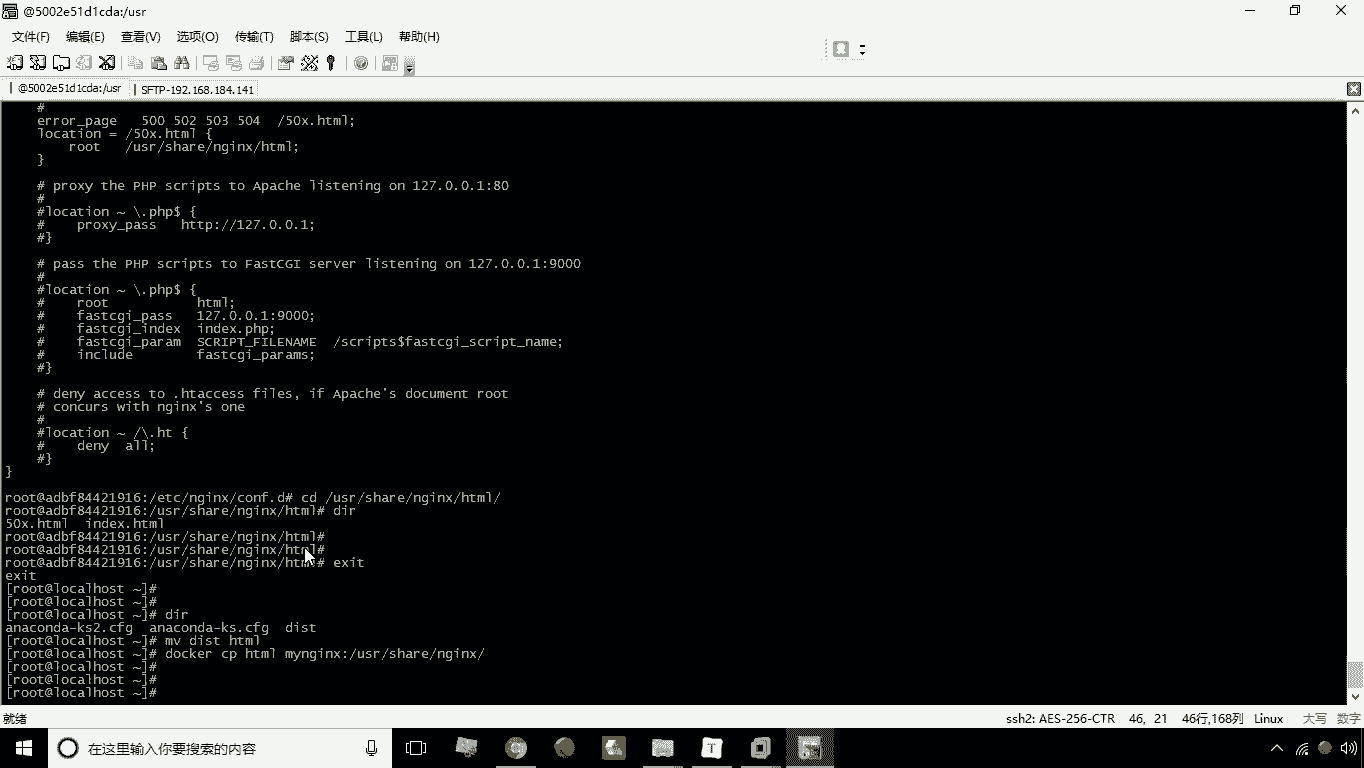 @5002e51d1cda:/usr
文件(F) 编辑(E) 查看(V) 选项(O) 传输(T) 脚本(S) 工具(L) 帮助(H)
@5002e51d1cda:/usr SFTP-192.168.184.141
#
error_page   500 502 503 504  /50x.html;
location = /50x.html {
root   /usr/share/nginx/html;
}
# proxy the PHP scripts to Apache listening on 127.0.0.1:80
#
#location ~ \.php$ {
#    proxy_pass   http://127.0.0.1;
#}
# pass the PHP scripts to FastCGI server listening on 127.0.0.1:9000
#
#location ~ \.php$ {
#    root           html;
#    fastcgi_pass   127.0.0.1:9000;
#    fastcgi_index  index.php;
#    fastcgi_param  SCRIPT_FILENAME  /scripts$fastcgi_script_name;
#    include        fastcgi_params;
#}
# deny access to .htaccess files, if Apache's document root
# concurs with nginx's one
#
#location ~ /\.ht {
#    deny  all;
#}
}
root@adbf84421916:/etc/nginx/conf.d# cd /usr/share/nginx/html/
root@adbf84421916:/usr/share/nginx/html# dir
50x.html  index.html
root@adbf84421916:/usr/share/nginx/html#
root@adbf84421916:/usr/share/nginx/html#
root@adbf84421916:/usr/share/nginx/html# exit
exit
[root@localhost ~]#
[root@localhost ~]#
[root@localhost ~]# dir
anaconda-ks2.cfg  anaconda-ks.cfg  dist
[root@localhost ~]# mv dist html
[root@localhost ~]# docker cp html mynginx:/usr/share/nginx/
[root@localhost ~]#
[root@localhost ~]#
[root@localhost ~]#
就绪 ssh2: AES-256-CTR 46, 21 46行,168列 Linux 大写 数字
在这里输入你要搜索的内容